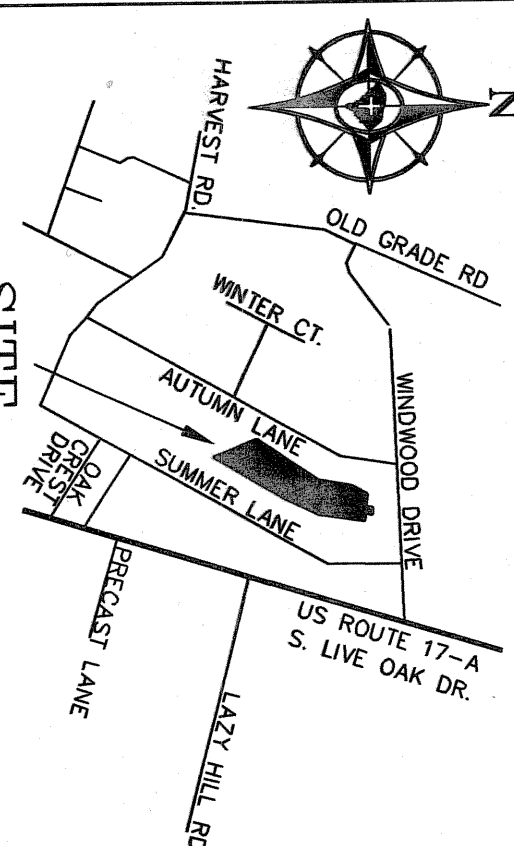 N
HARVEST RD.
OLD GRADE RD
WINTER CT.
WINDWOOD DRIVE
AUTUMN LANE
SUMMER LANE
SITE
OAK
CREST
DRIVE
US ROUTE 17-A
S. LIVE OAK DR.
PRECAST LANE
LAZY HILL RD